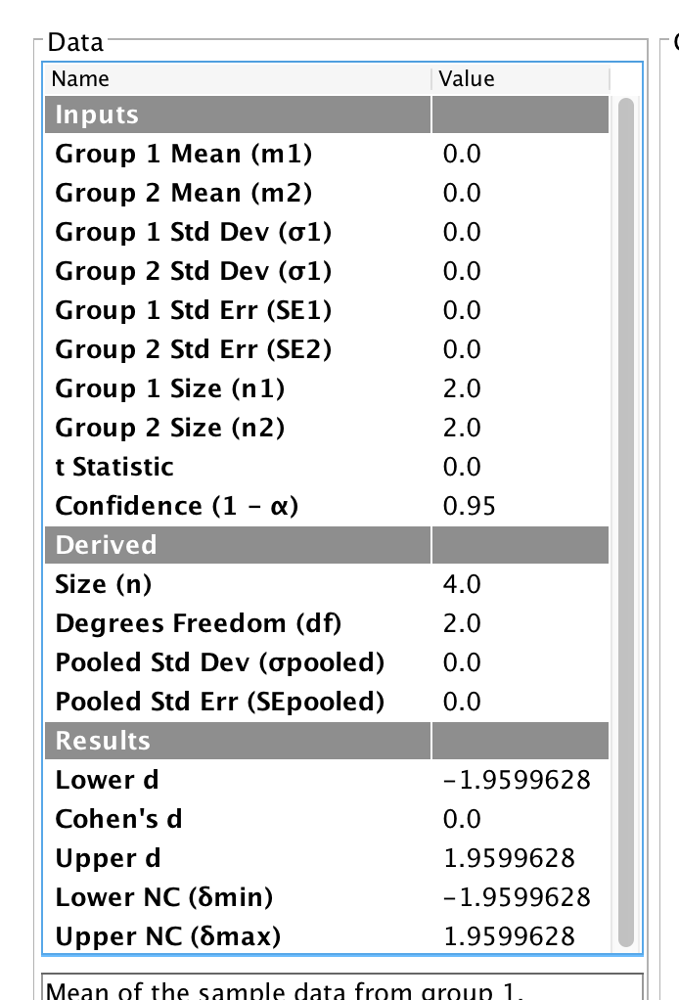 Data
Name Value
Inputs
Group 1 Mean (m1) 0.0
Group 2 Mean (m2) 0.0
Group 1 Std Dev (σ1) 0.0
Group 2 Std Dev (σ1) 0.0
Group 1 Std Err (SE1) 0.0
Group 2 Std Err (SE2) 0.0
Group 1 Size (n1) 2.0
Group 2 Size (n2) 2.0
t Statistic 0.0
Confidence (1 - α) 0.95
Derived
Size (n) 4.0
Degrees Freedom (df) 2.0
Pooled Std Dev (σpooled) 0.0
Pooled Std Err (SEpooled) 0.0
Results
Lower d -1.9599628
Cohen's d 0.0
Upper d 1.9599628
Lower NC (δmin) -1.9599628
Upper NC (δmax) 1.9599628
Mean of the sample data from group 1.